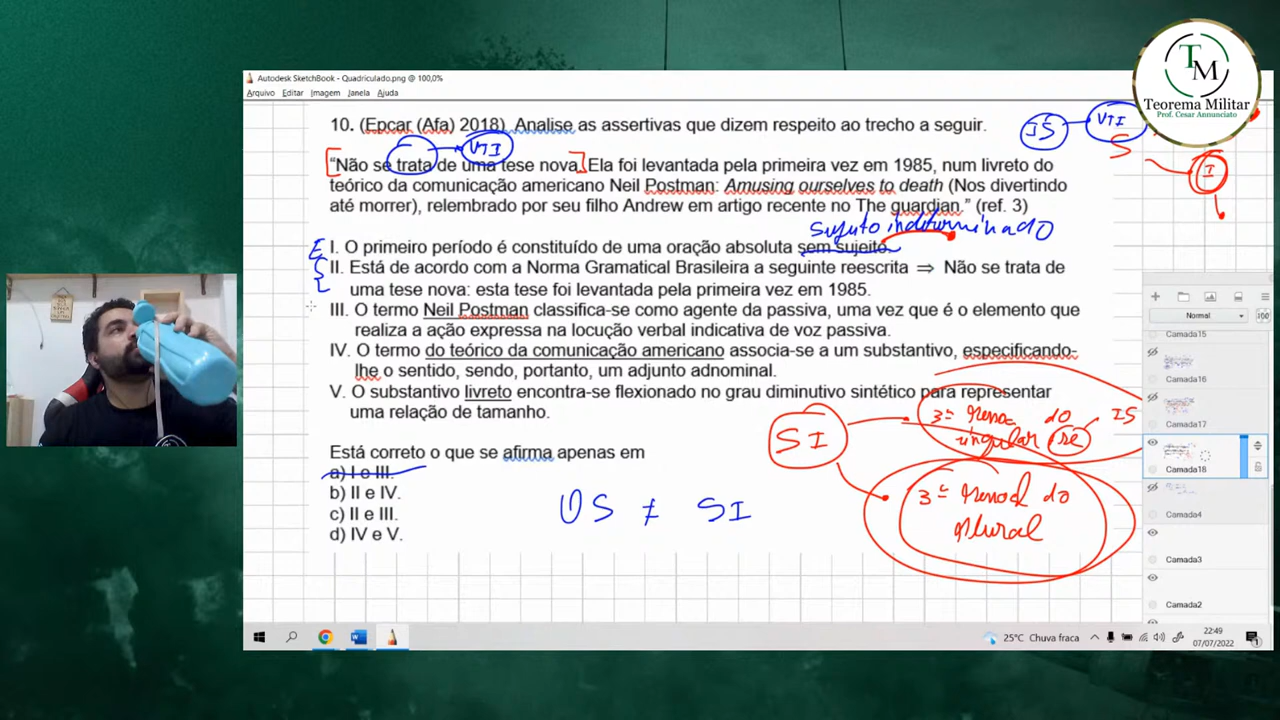 Autodesk SketchBook - Quadriculado.png @ 100,0%
Arquivo Editar Imagem Janela Ajuda
TM
Teorema Militar
Prof. Cesar Annunciato
10. (Epcar (Afa) 2018) Analise as assertivas que dizem respeito ao trecho a seguir.
IS
VTI
VTI
S
I
“Não se trata de uma tese nova. Ela foi levantada pela primeira vez em 1985, num livreto do
teórico da comunicação americano Neil Postman: Amusing ourselves to death (Nos divertindo
até morrer), relembrado por seu filho Andrew em artigo recente no The guardian.” (ref. 3)
sujeito indeterminado
E I. O primeiro período é constituído de uma oração absoluta sem sujeito.
II. Está de acordo com a Norma Gramatical Brasileira a seguinte reescrita ⇒ Não se trata de
uma tese nova: esta tese foi levantada pela primeira vez em 1985.
III. O termo Neil Postman classifica-se como agente da passiva, uma vez que é o elemento que
realiza a ação expressa na locução verbal indicativa de voz passiva.
IV. O termo do teórico da comunicação americano associa-se a um substantivo, especificando-
lhe o sentido, sendo, portanto, um adjunto adnominal.
V. O substantivo livreto encontra-se flexionado no grau diminutivo sintético para representar
uma relação de tamanho.
SI
3ª do IS
singular se
3ª do
plural
Está correto o que se afirma apenas em
a) I e III.
b) II e IV.
c) II e III.
d) IV e V.
OS ≠ SI
Normal
100
Camada15
Camada16
Camada17
Camada18
Camada4
Camada3
Camada2
25°C Chuva fraca
22:49
07/07/2022